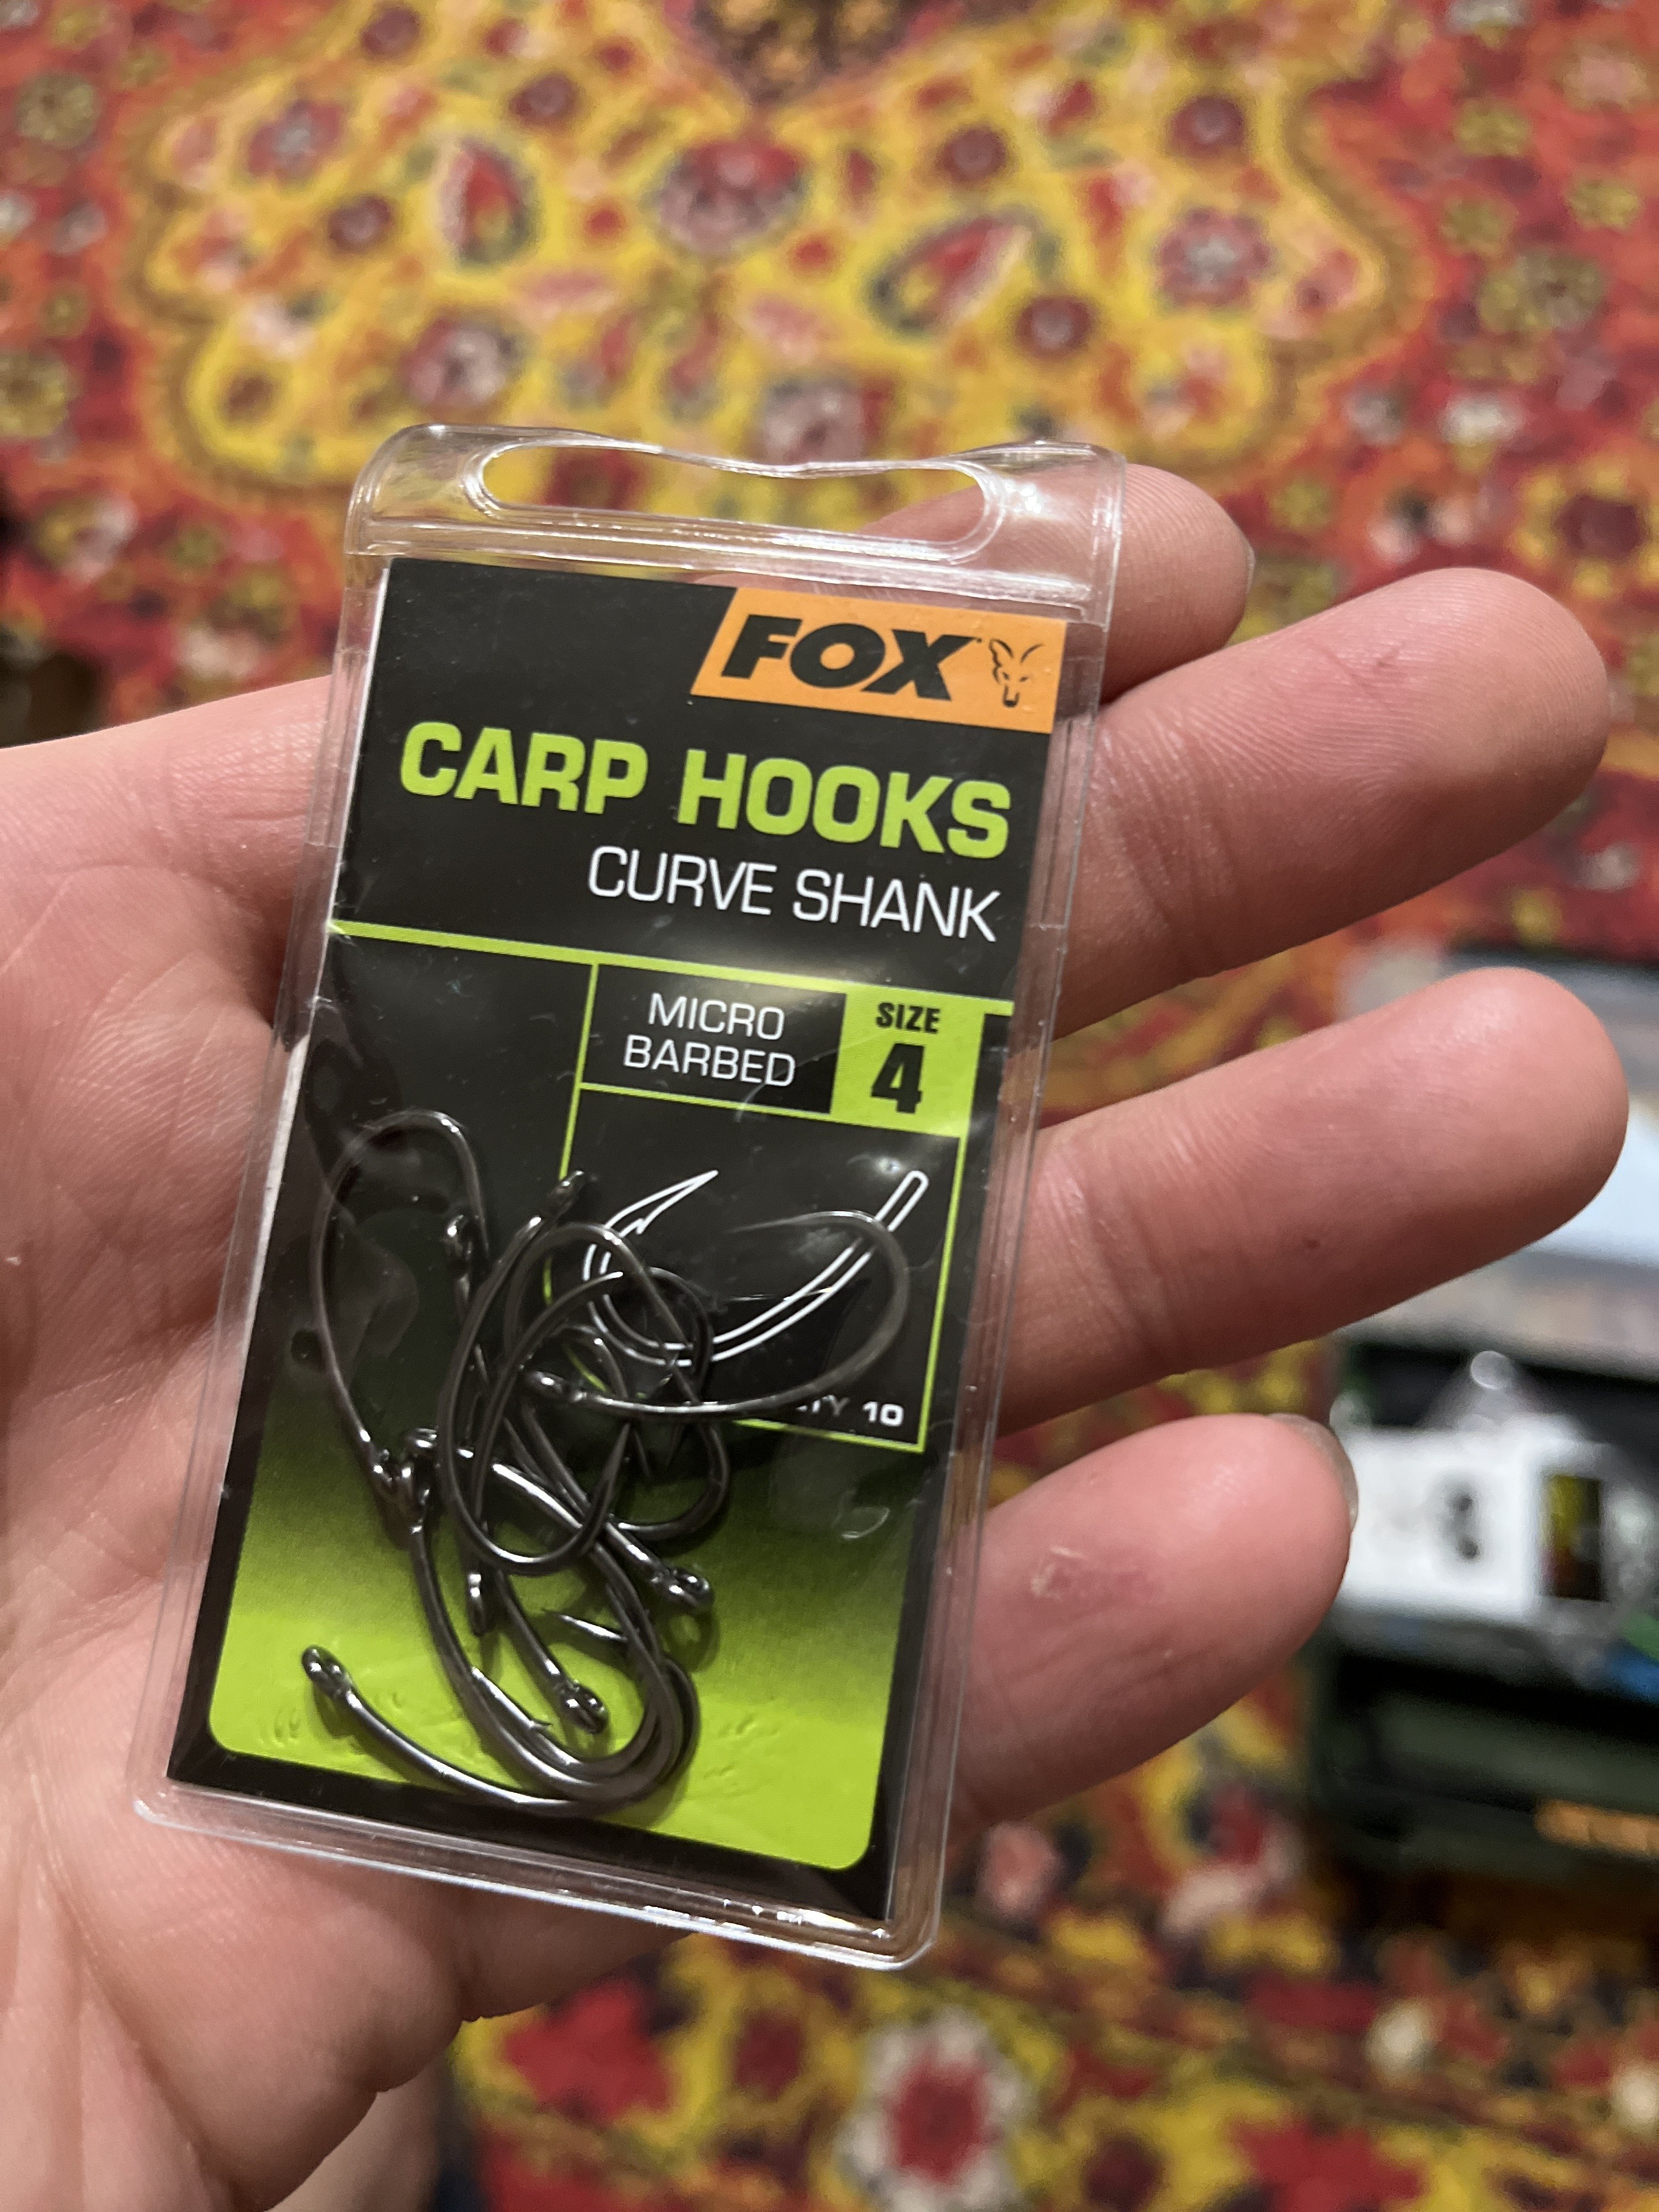 FOX
CARP HOOKS
CURVE SHANK
MICRO
BARBED
SIZE
4
10